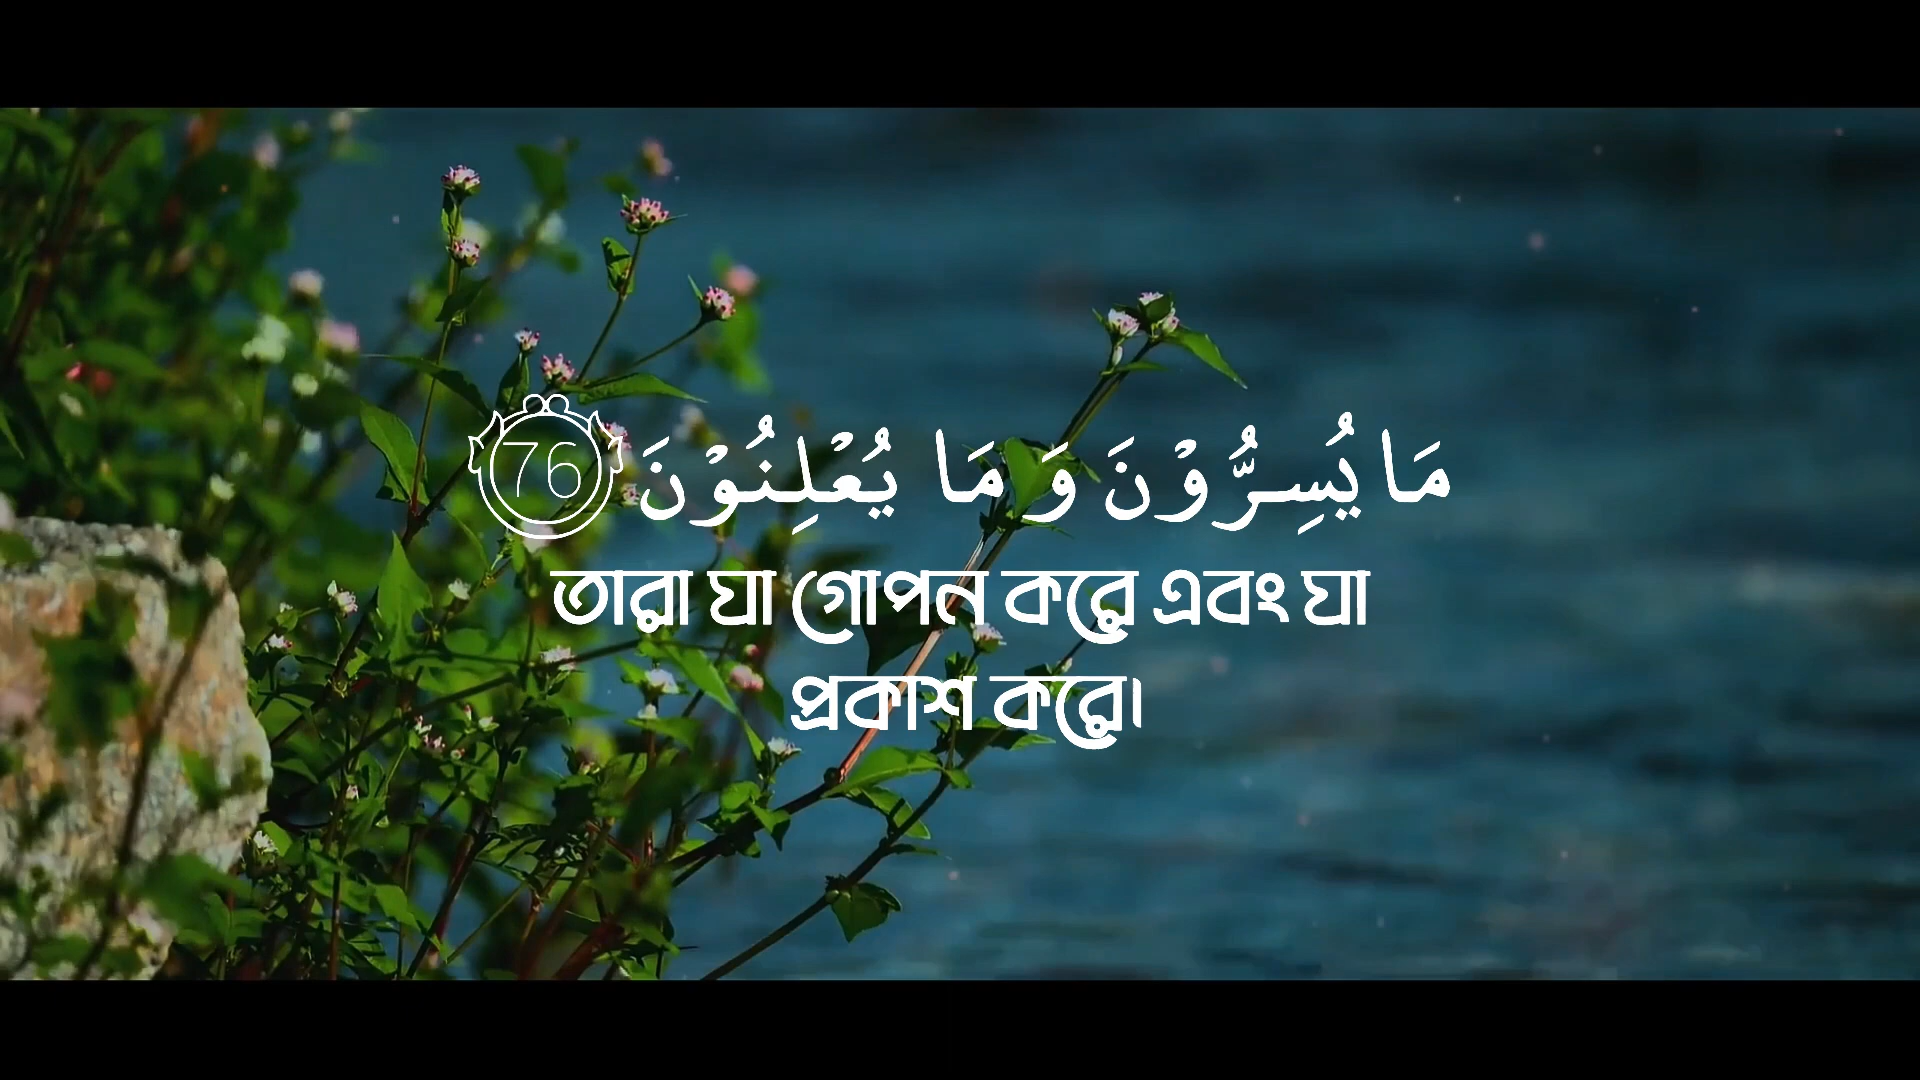 مَا يُسِرُّوْنَ وَ مَا يُعْلِنُوْنَ 76
তারা যা গোপন করে এবং যা
প্রকাশ করে।